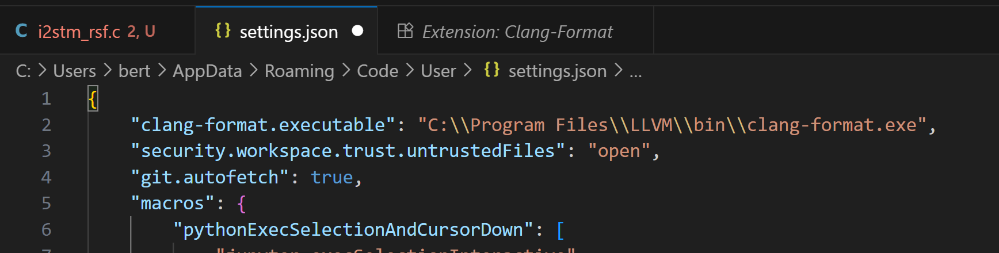 C i2stm_rsf.c 2, U {} settings.json Extension: Clang-Format
C: > Users > bert > AppData > Roaming > Code > User > {} settings.json > ...
1 {
2 "clang-format.executable": "C:\\Program Files\\LLVM\\bin\\clang-format.exe",
3 "security.workspace.trust.untrustedFiles": "open",
4 "git.autofetch": true,
5 "macros": {
6 "pythonExecSelectionAndCursorDown": [